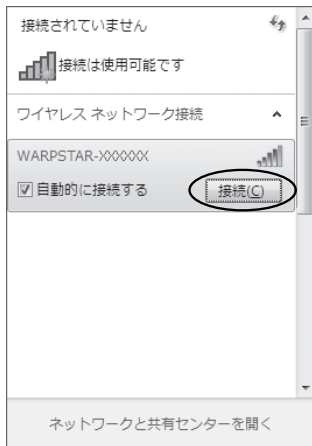 接続されていません
接続は使用可能です
ワイヤレス ネットワーク接続
WARPSTAR-XXXXXX
自動的に接続する
接続(C)
ネットワークと共有センターを開く